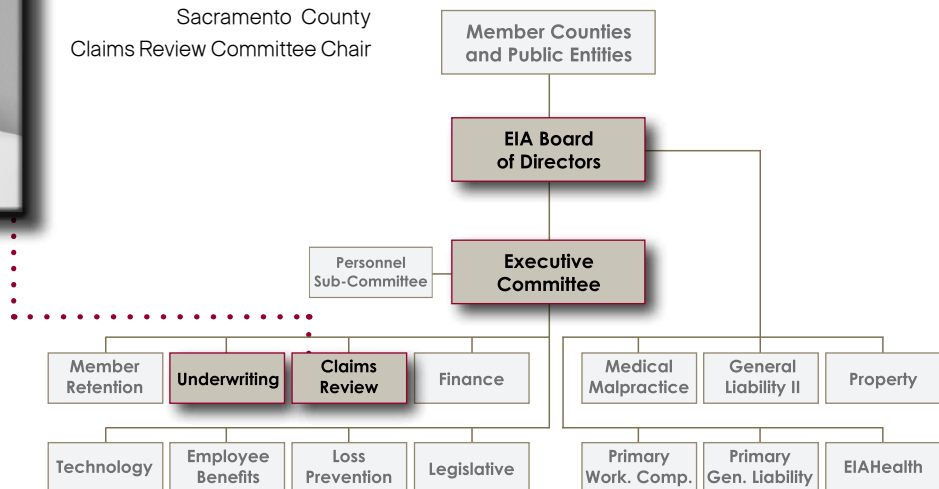 Sacramento County
Claims Review Committee Chair
Member Counties
and Public Entities
EIA Board
of Directors
Executive
Committee
Personnel
Sub-Committee
Member
Retention
Underwriting
Claims
Review
Finance
Medical
Malpractice
General
Liability II
Property
Technology
Employee
Benefits
Loss
Prevention
Legislative
Primary
Work. Comp.
Primary
Gen. Liability
EIAHealth